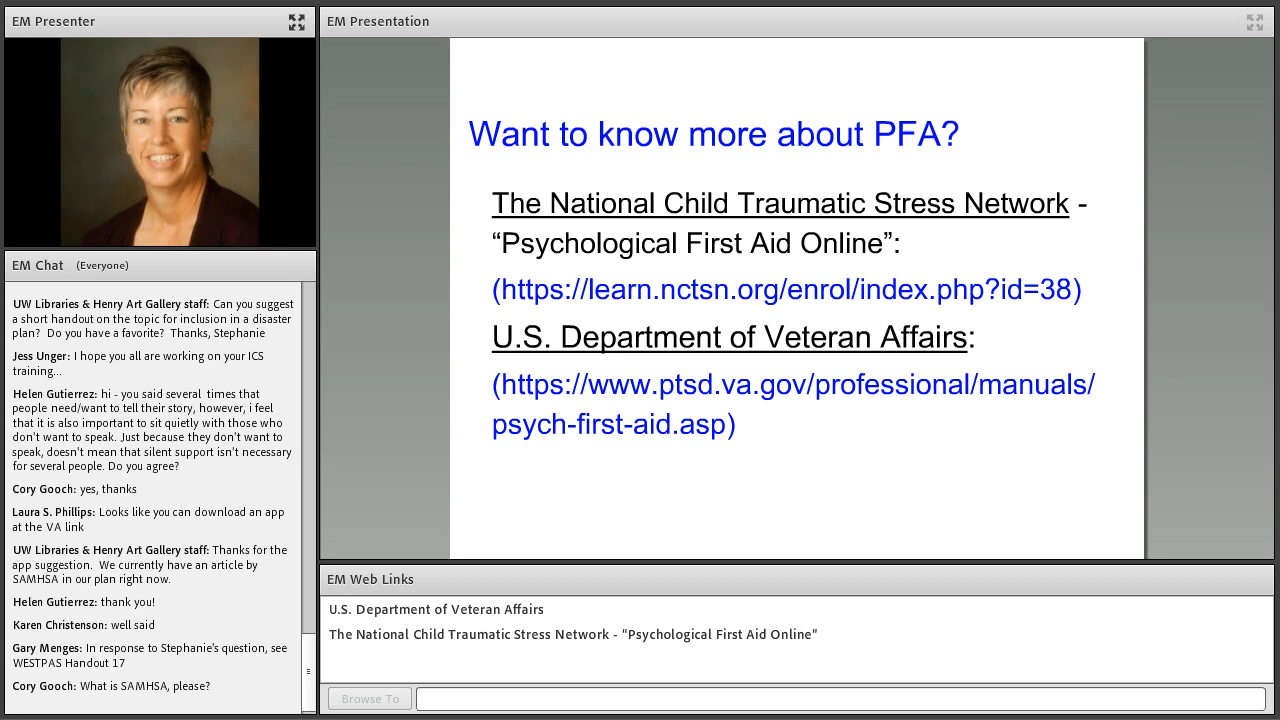 EM Presenter
EM Chat (Everyone)
UW Libraries & Henry Art Gallery staff: Can you suggest
a short handout on the topic for inclusion in a disaster
plan? Do you have a favorite? Thanks, Stephanie
Jess Unger: I hope you all are working on your ICS
training...
Helen Gutierrez: hi - you said several times that
people need/want to tell their story, however, i feel
that it is also important to sit quietly with those who
don't want to speak. Just because they don't want to
speak, doesn't mean that silent support isn't necessary
for several people. Do you agree?
Cory Gooch: yes, thanks
Laura S. Phillips: Looks like you can download an app
at the VA link
UW Libraries & Henry Art Gallery staff: Thanks for the
app suggestion. We currently have an article by
SAMHSA in our plan right now.
Helen Gutierrez: thank you!
Karen Christenson: well said
Gary Menges: In response to Stephanie's question, see
WESTPAS Handout 17
Cory Gooch: What is SAMHSA, please?
EM Presentation
Want to know more about PFA?
The National Child Traumatic Stress Network -
“Psychological First Aid Online”:
(https://learn.nctsn.org/enrol/index.php?id=38)
U.S. Department of Veteran Affairs:
(https://www.ptsd.va.gov/professional/manuals/
psych-first-aid.asp)
EM Web Links
U.S. Department of Veteran Affairs
The National Child Traumatic Stress Network - "Psychological First Aid Online"
Browse To